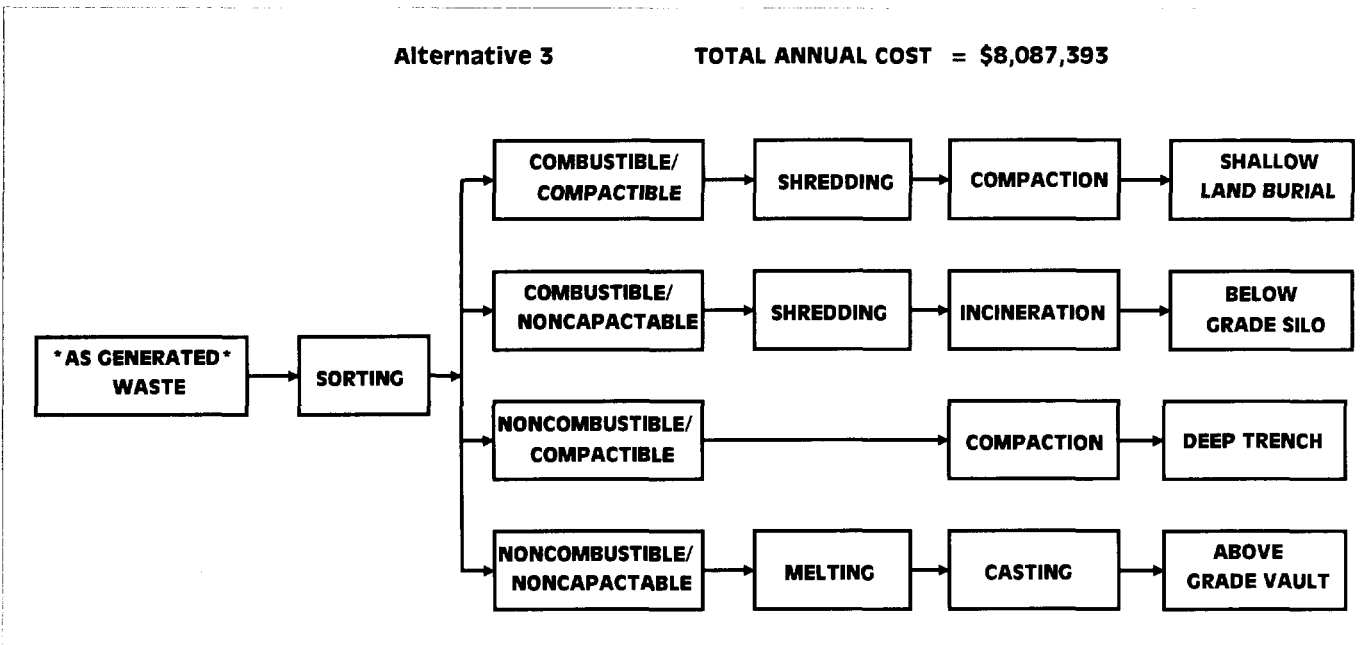 Alternative 3 TOTAL ANNUAL COST = $8,087,393
COMBUSTIBLE/
COMPACTIBLE
SHREDDING
COMPACTION
SHALLOW
LAND BURIAL
COMBUSTIBLE/
NONCAPACTABLE
SHREDDING
INCINERATION
BELOW
GRADE SILO
"AS GENERATED"
WASTE
SORTING
NONCOMBUSTIBLE/
COMPACTIBLE
COMPACTION
DEEP TRENCH
NONCOMBUSTIBLE/
NONCAPACTABLE
MELTING
CASTING
ABOVE
GRADE VAULT